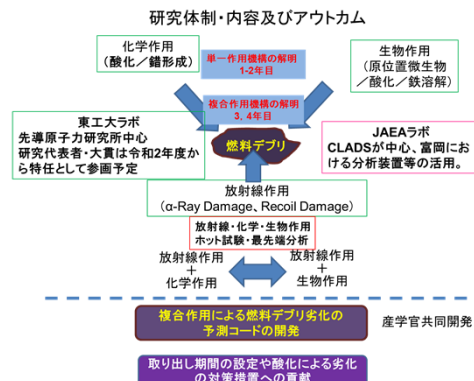 研究体制・内容及びアウトカム
化学作用
（酸化／錯形成）
単一作用機構の解明
1-2年目
生物作用
（原位置微生物
／酸化／鉄溶解）
複合作用機構の解明
3, 4年目
東工大ラボ
先導原子力研究所中心
研究代表者・大貫は令和2年度か
ら特任として参画予定
燃料デブリ
JAEAラボ
CLADSが中心、富岡にお
ける分析装置等の活用。
放射線作用
（α-Ray Damage、Recoil Damage）
放射線・化学・生物作用
ホット試験・最先端分析
放射線作用
＋
化学作用
放射線作用
＋
生物作用
複合作用による燃料デブリ劣化の
予測コードの開発
産学官共同開発
取り出し期間の設定や酸化による劣化
の対策措置への貢献